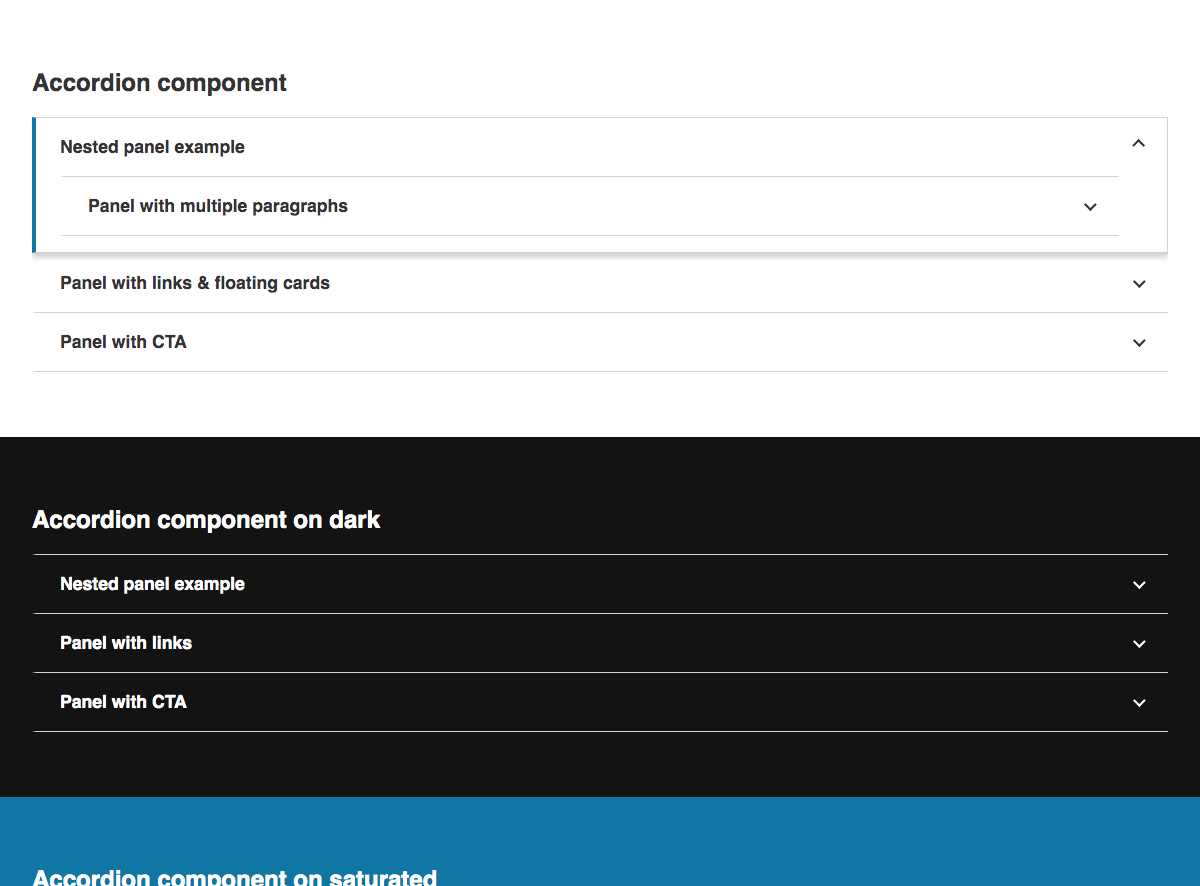 Accordion component
Nested panel example
Panel with multiple paragraphs
Panel with links & floating cards
Panel with CTA
Accordion component on dark
Nested panel example
Panel with links
Panel with CTA
Accordion component on saturated